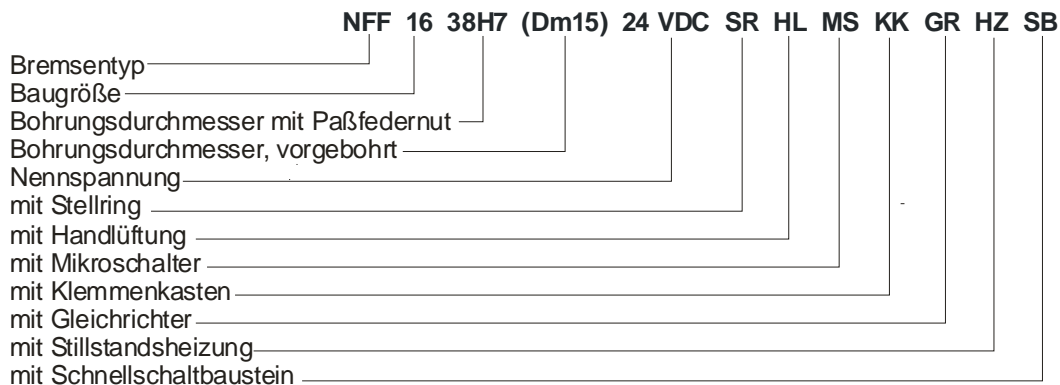 NFF 16 38H7 (Dm15) 24 VDC SR HL MS KK GR HZ SB
Bremsentyp
Baugröße
Bohrungsdurchmesser mit Paßfedernut
Bohrungsdurchmesser, vorgebohrt
Nennspannung
mit Stellring
mit Handlüftung
mit Mikroschalter
mit Klemmenkasten
mit Gleichrichter
mit Stillstandsheizung
mit Schnellschaltbaustein